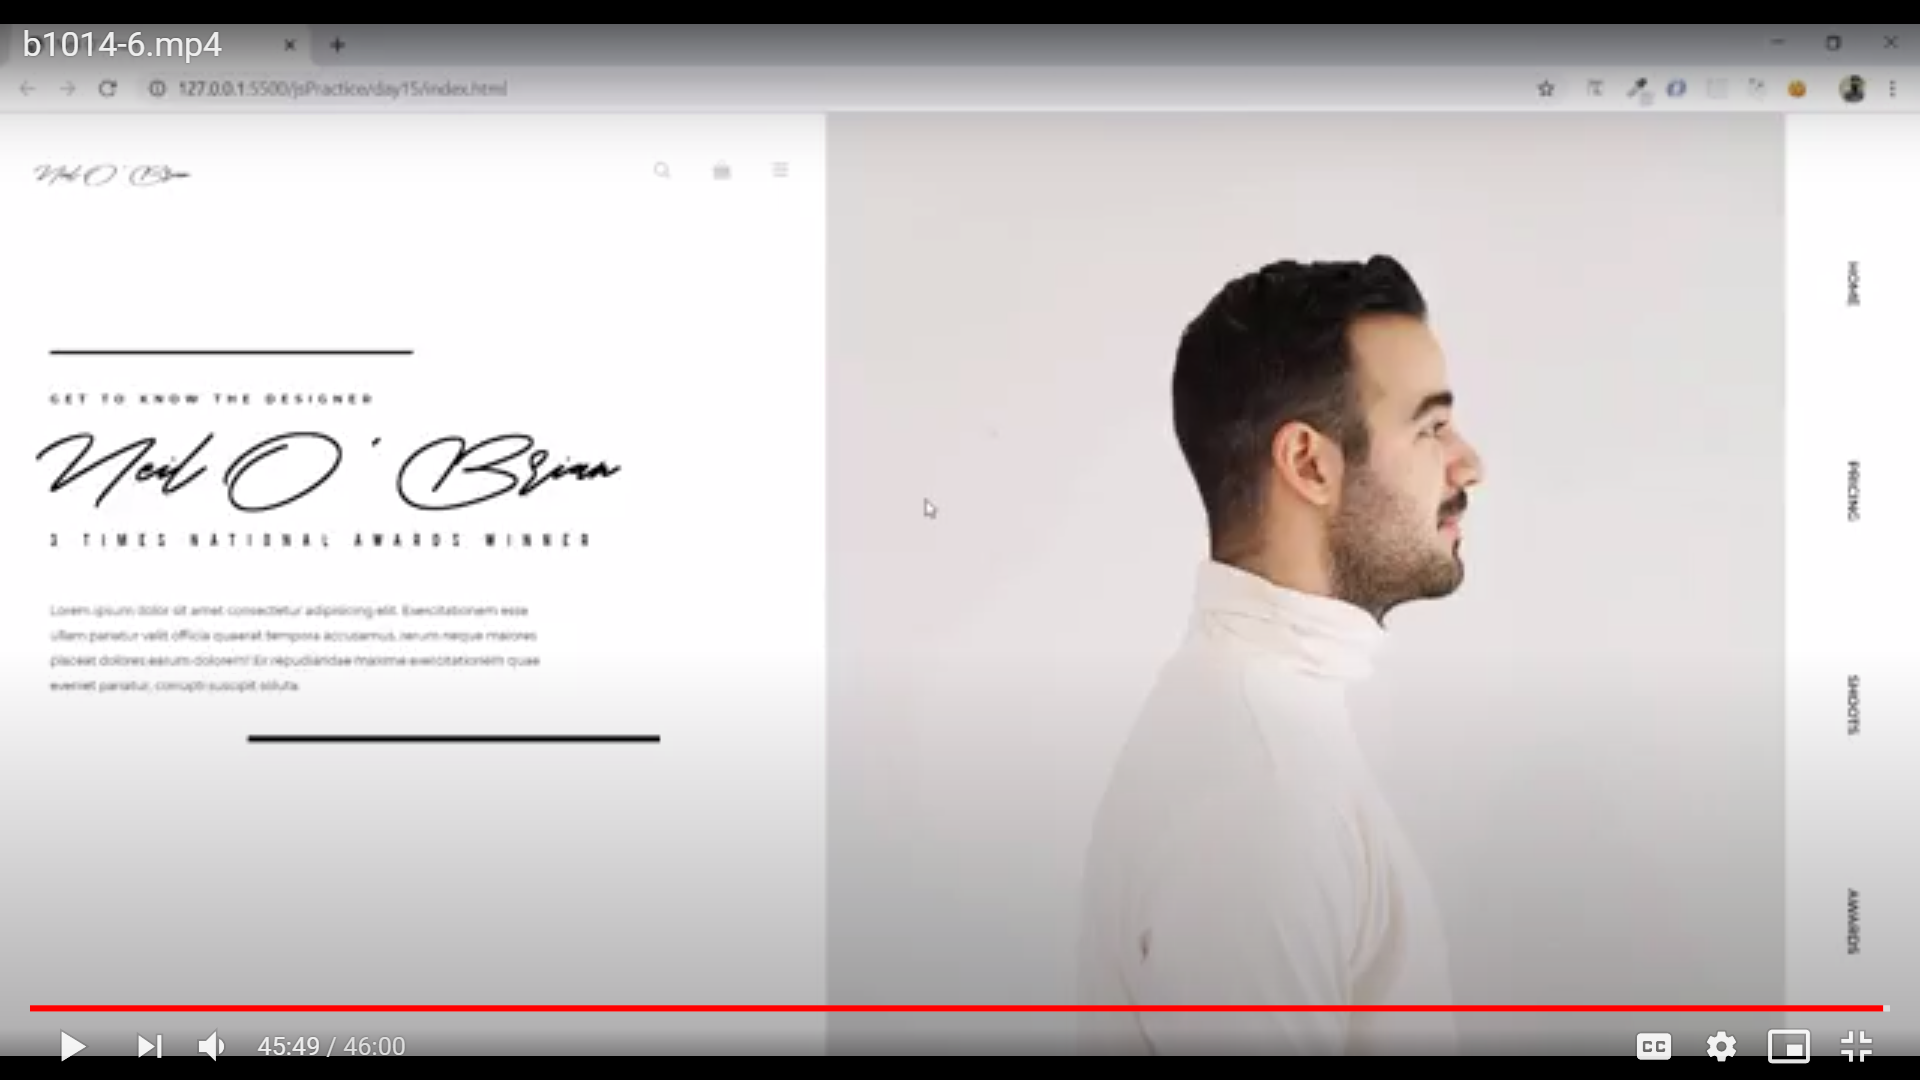 b1014-6.mp4
127.0.0.1:5500/jsPractice/day15/index.html
Neil O'Brian
HOME
GET TO KNOW THE DESIGNER
Neil O'Brian
PRICING
3 TIMES NATIONAL AWARDS WINNER
Lorem ipsum dolor sit amet consectetur adipisicing elit. Exercitationem esse
ullam pariatur velit officia quaerat tempora accusamus, rerum neque maiores
placeat dolores earum dolorem! Ex repudiandae maxime exercitationem quae
eveniet pariatur, corrupti suscipit soluta.
SHOOTS
AWARDS
45:49 / 46:00
CC